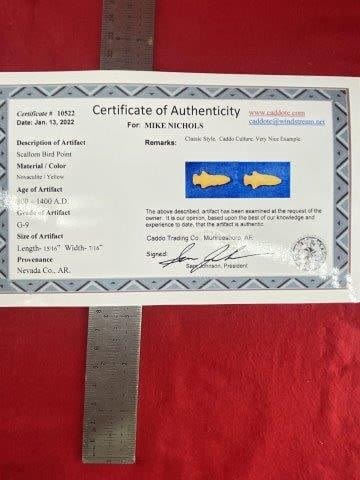 Certificate # 10522
Date: Jan. 13, 2022
Certificate of Authenticity
For: MIKE NICHOLS
www.caddote.com
caddote@windstream.net
Description of Artifact
Scallorn Bird Point
Material / Color
Novaculite / Yellow
Age of Artifact
800 - 1400 A.D.
Grade of Artifact
G-9
Size of Artifact
Length- 15/16" Width- 7/16"
Provenance
Nevada Co., AR.
Remarks: Classic Style, Caddo Culture, Very Nice Example
The above described, artifact has been examined at the request of the
owner. It is our opinion, based upon the best of our knowledge and
experience to date, that the artifact is authentic.
Caddo Trading Co. Murfreesboro, AR.
Signed:
Sam Johnson, President